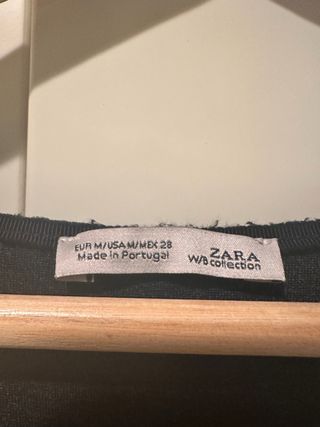 EUR M/USA M/MEX 28
Made in Portugal
ZARA
W/B collection